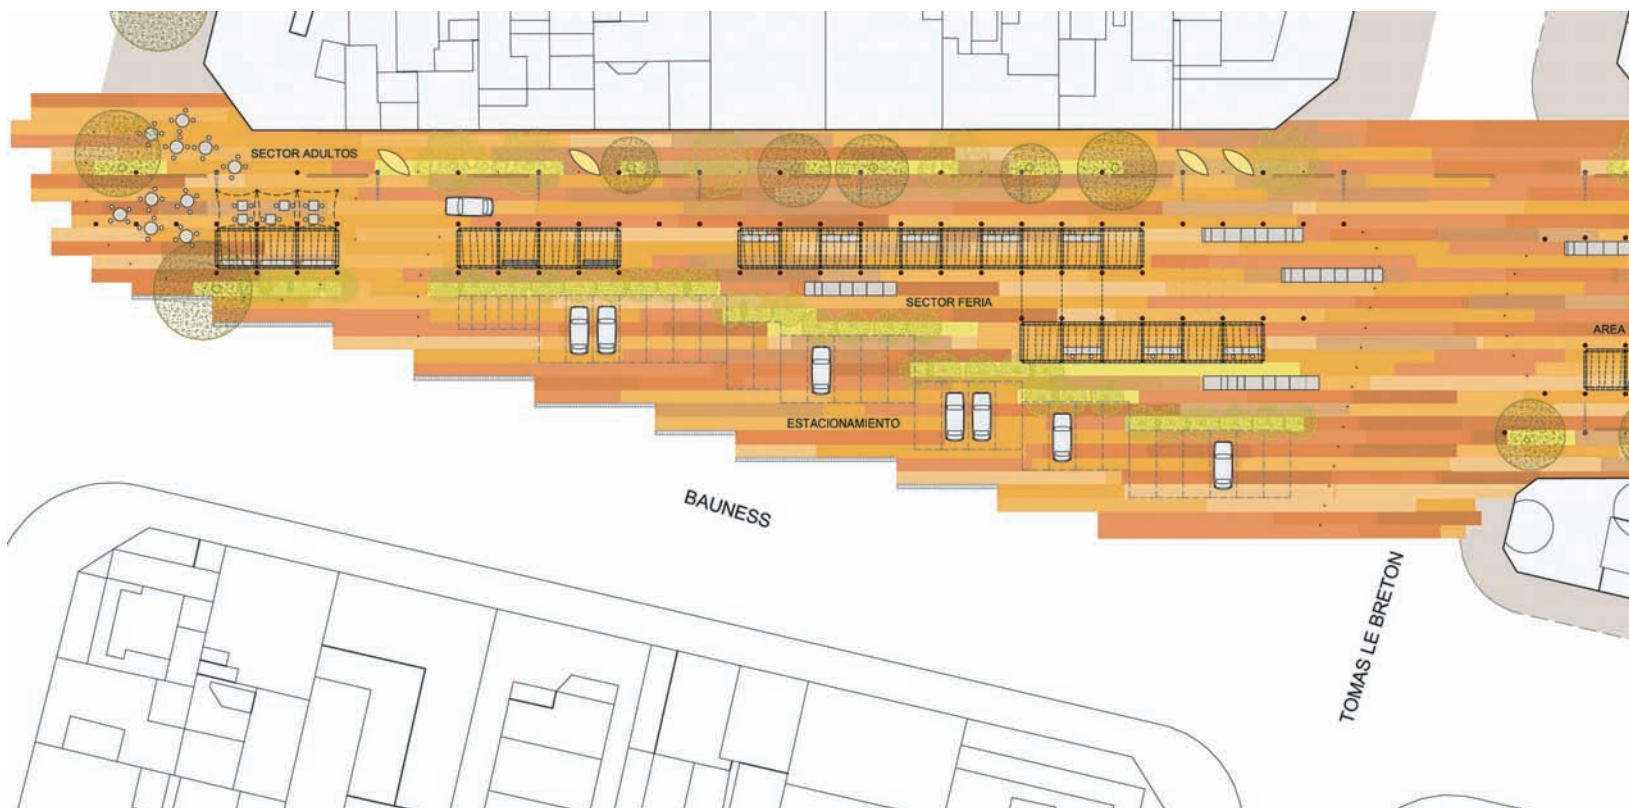 SECTOR ADULTOS
SECTOR FERIA
AREA
ESTACIONAMIENTO
BAUNESS
TOMAS LE BRETON